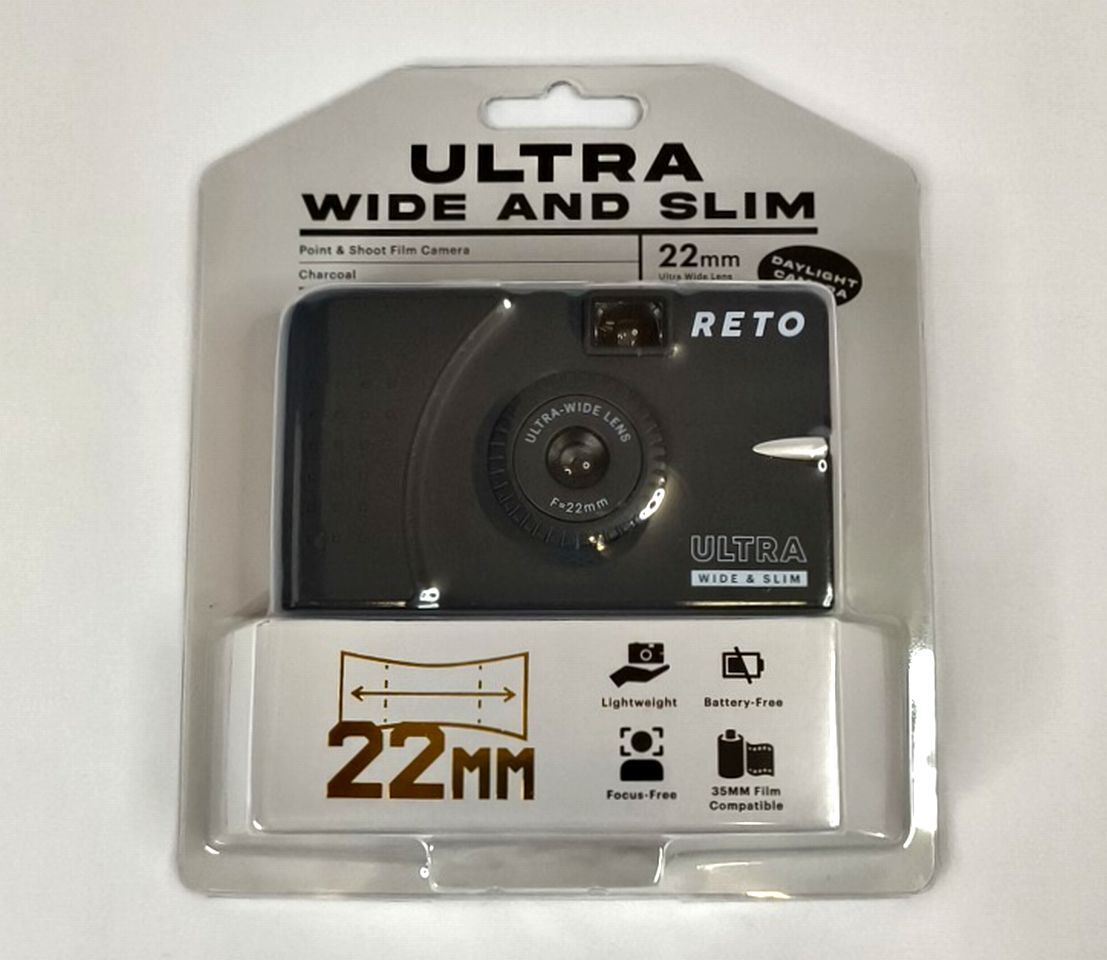 ULTRA
WIDE AND SLIM
Point & Shoot Film Camera
Charcoal
22mm
Ultra Wide Lens
DAYLIGHT
CAMERA
RETO
ULTRA-WIDE LENS
F=22mm
ULTRA
WIDE & SLIM
22MM
Lightweight
Battery-Free
Focus-Free
35MM Film
Compatible